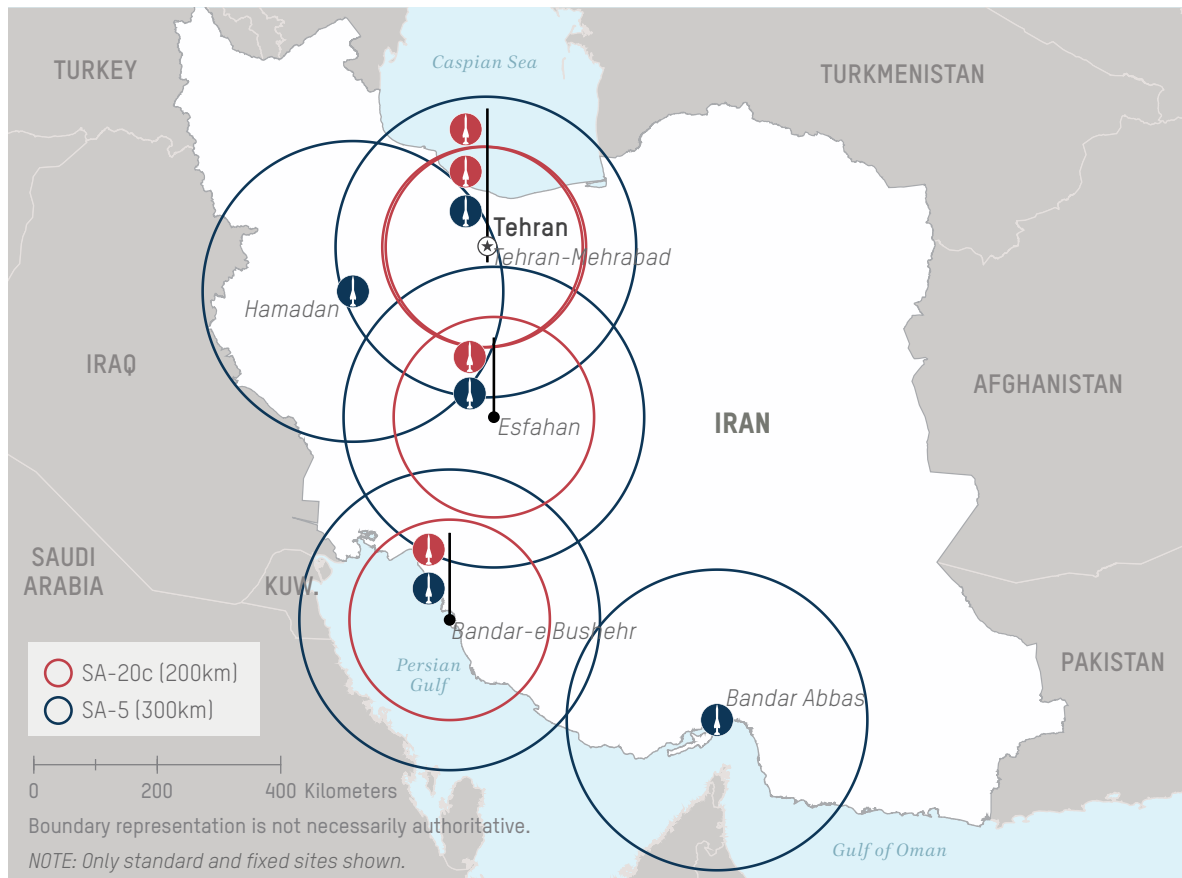 Caspian Sea
TURKEY
TURKMENISTAN
Tehran
Tehran-Mehrabad
Hamadan
IRAQ
AFGHANISTAN
IRAN
Esfahan
SAUDI
ARABIA
KUW.
Bandar-e Bushehr
Persian
Gulf
PAKISTAN
Bandar Abbas
SA-20c (200km)
SA-5 (300km)
0 200 400 Kilometers
Boundary representation is not necessarily authoritative.
Gulf of Oman
NOTE: Only standard and fixed sites shown.